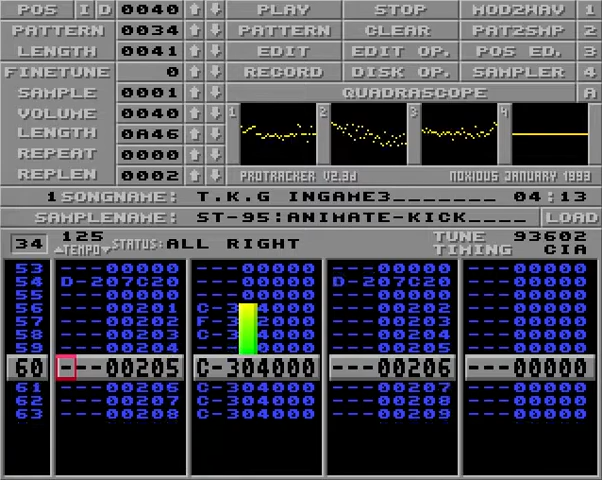 POS I D 0040 PLAY STOP MOD2WAV 1
PATTERN 0034 PATTERN CLEAR PAT2SMP 2
LENGTH 0041 EDIT EDIT OP. POS ED. 3
FINETUNE 0 RECORD DISK OP. SAMPLER 4
SAMPLE 0001 QUADRASCOPE A
VOLUME 0040 1 2 3 4
LENGTH 0A46
REPEAT 0000
REPLEN 0002 PROTRACKER V2.3d NOXIOUS JANUARY 1993
1 SONGNAME: T.K.G INGAME3_______ 04:13
SAMPLENAME: ST-95:ANIMATE-KICK____ _ LOAD
34 125 TEMPO STATUS: ALL RIGHT TUNE 93602
TIMING CIA
53 ---00000 ---00000 ---00000 ---00000
54 D-207C20 ---00000 D-207C20 ---00000
55 ---00000 ---00000 ---00000 ---00000
56 ---00201 ---00000
57 ---00202 ---00202 ---00000
58 ---00203 ---00204 ---00000
59 ---00204 ---00205 ---00000
60 ---00205 C-304000 ---00206 ---00000
61 ---00206 C-304000 ---00207 ---00000
62 ---00207 C-304000 ---00208 ---00000
63 ---00208 C-304000 ---00209 ---00000